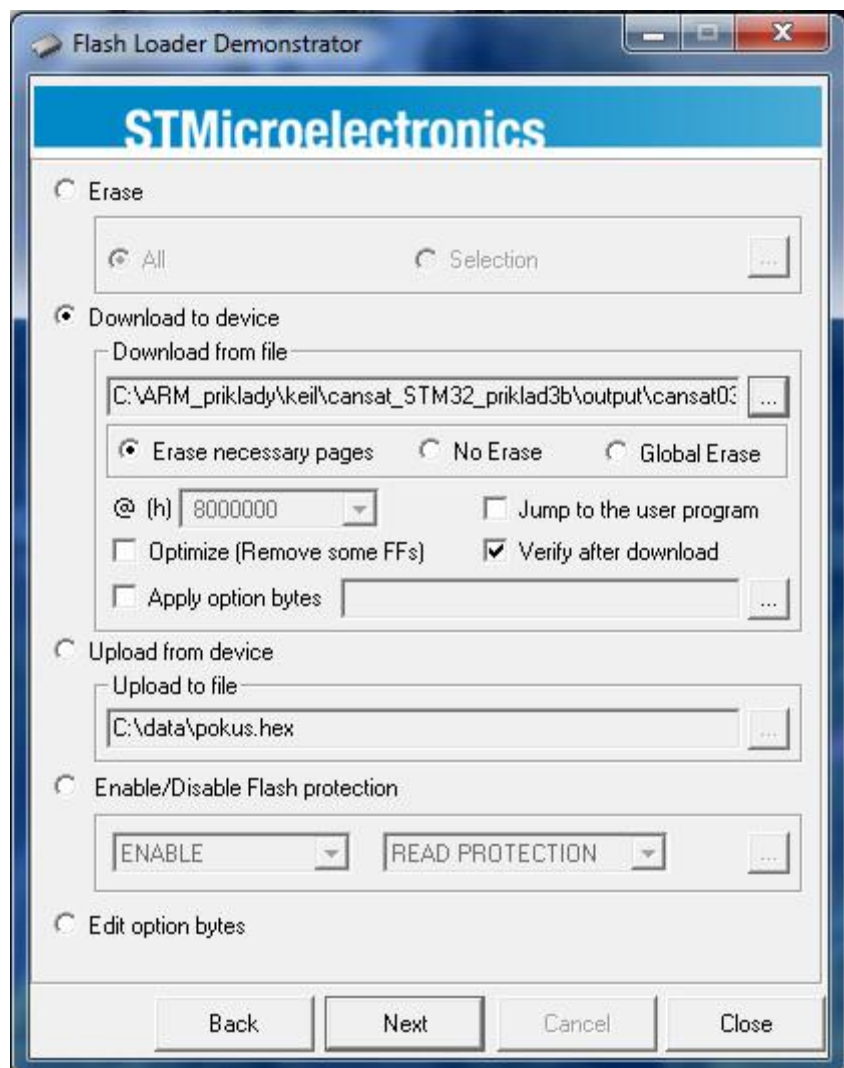 Flash Loader Demonstrator
STMicroelectronics
Erase
All Selection ...
Download to device
Download from file
C:\ARM_priklady\keil\cansat_STM32_priklad3b\output\cansat03 ...
Erase necessary pages No Erase Global Erase
@ (h) 8000000 Jump to the user program
Optimize (Remove some FFs) Verify after download
Apply option bytes ...
Upload from device
Upload to file
C:\data\pokus.hex ...
Enable/Disable Flash protection
ENABLE READ PROTECTION ...
Edit option bytes
Back Next Cancel Close